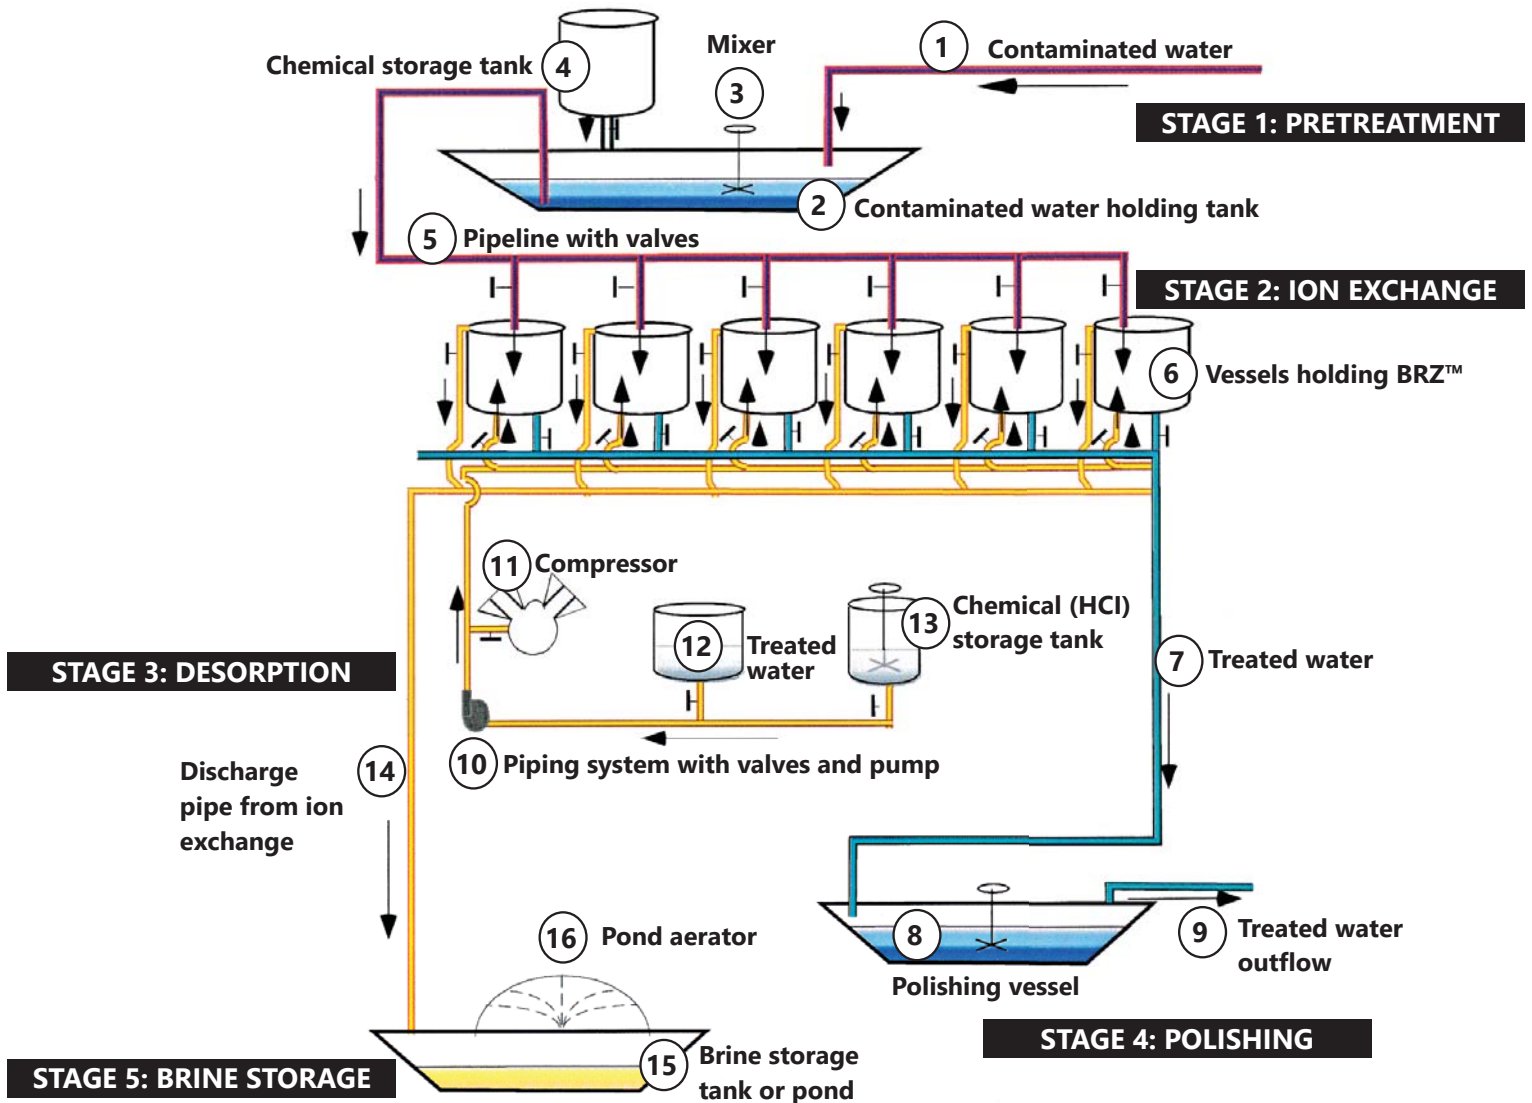 Mixer
1 Contaminated water
Chemical storage tank 4
3
STAGE 1: PRETREATMENT
2 Contaminated water holding tank
5 Pipeline with valves
STAGE 2: ION EXCHANGE
6 Vessels holding BRZ™
11 Compressor
12 Treated
water
13 Chemical (HCl)
storage tank
STAGE 3: DESORPTION
7 Treated water
10 Piping system with valves and pump
14 Discharge
pipe from ion
exchange
8
Polishing vessel
9 Treated water
outflow
16 Pond aerator
STAGE 4: POLISHING
15 Brine storage
tank or pond
STAGE 5: BRINE STORAGE